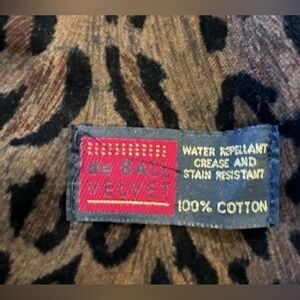 de BALL
VELVET
WATER REPELLANT
CREASE AND
STAIN RESISTANT
100% COTTON